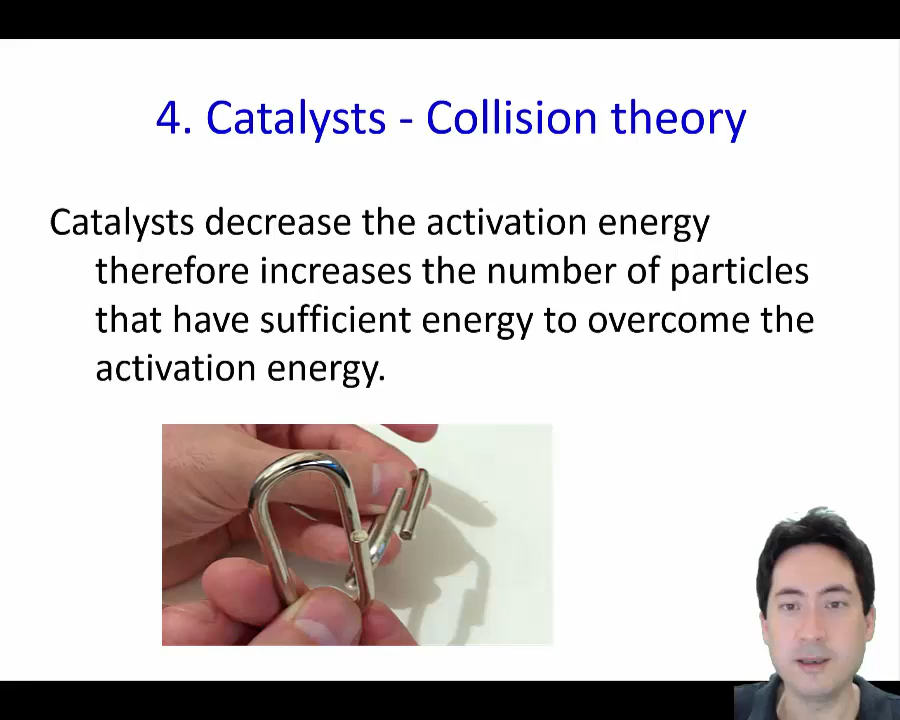 4. Catalysts - Collision theory
Catalysts decrease the activation energy
therefore increases the number of particles
that have sufficient energy to overcome the
activation energy.